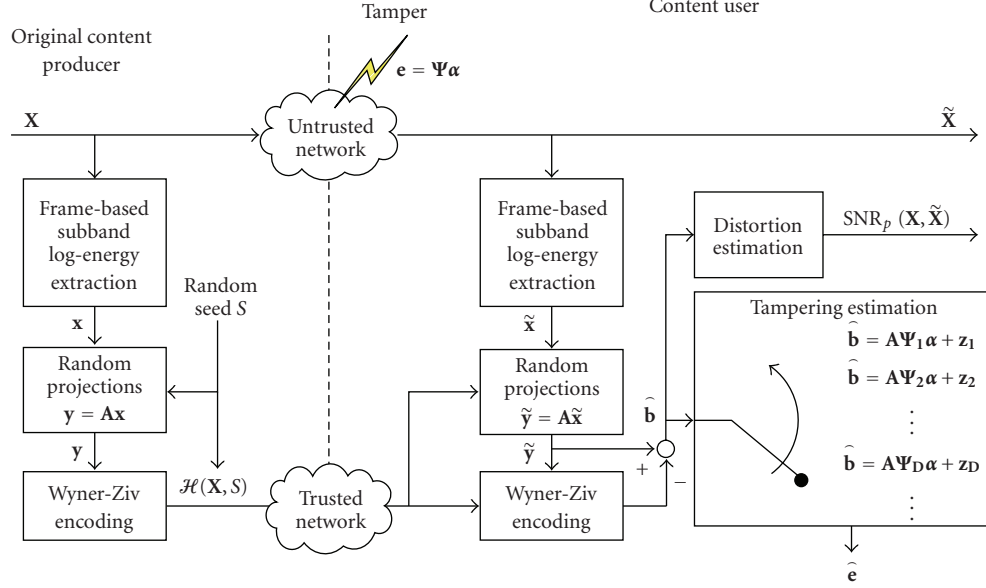 Content user
Tamper
Original content
producer
e = Ψα
X
Untrusted
network
X̃̃
Frame-based
subband
log-energy
extraction
Random
seed S
x
Random
projections
y = Ax
y
Wyner-Ziv
encoding
ℋ(X, S)
Trusted
network
Frame-based
subband
log-energy
extraction
x̃
Random
projections
ỹ = Ax̃
ỹ
Wyner-Ziv
encoding
+
−
b̂
Distortion
estimation
SNRₚ (X, X̃)
Tampering estimation
b̂ = AΨ₁α + z₁
b̂ = AΨ₂α + z₂
⋮
b̂ = AΨ_Dα + z_D
⋮
ê